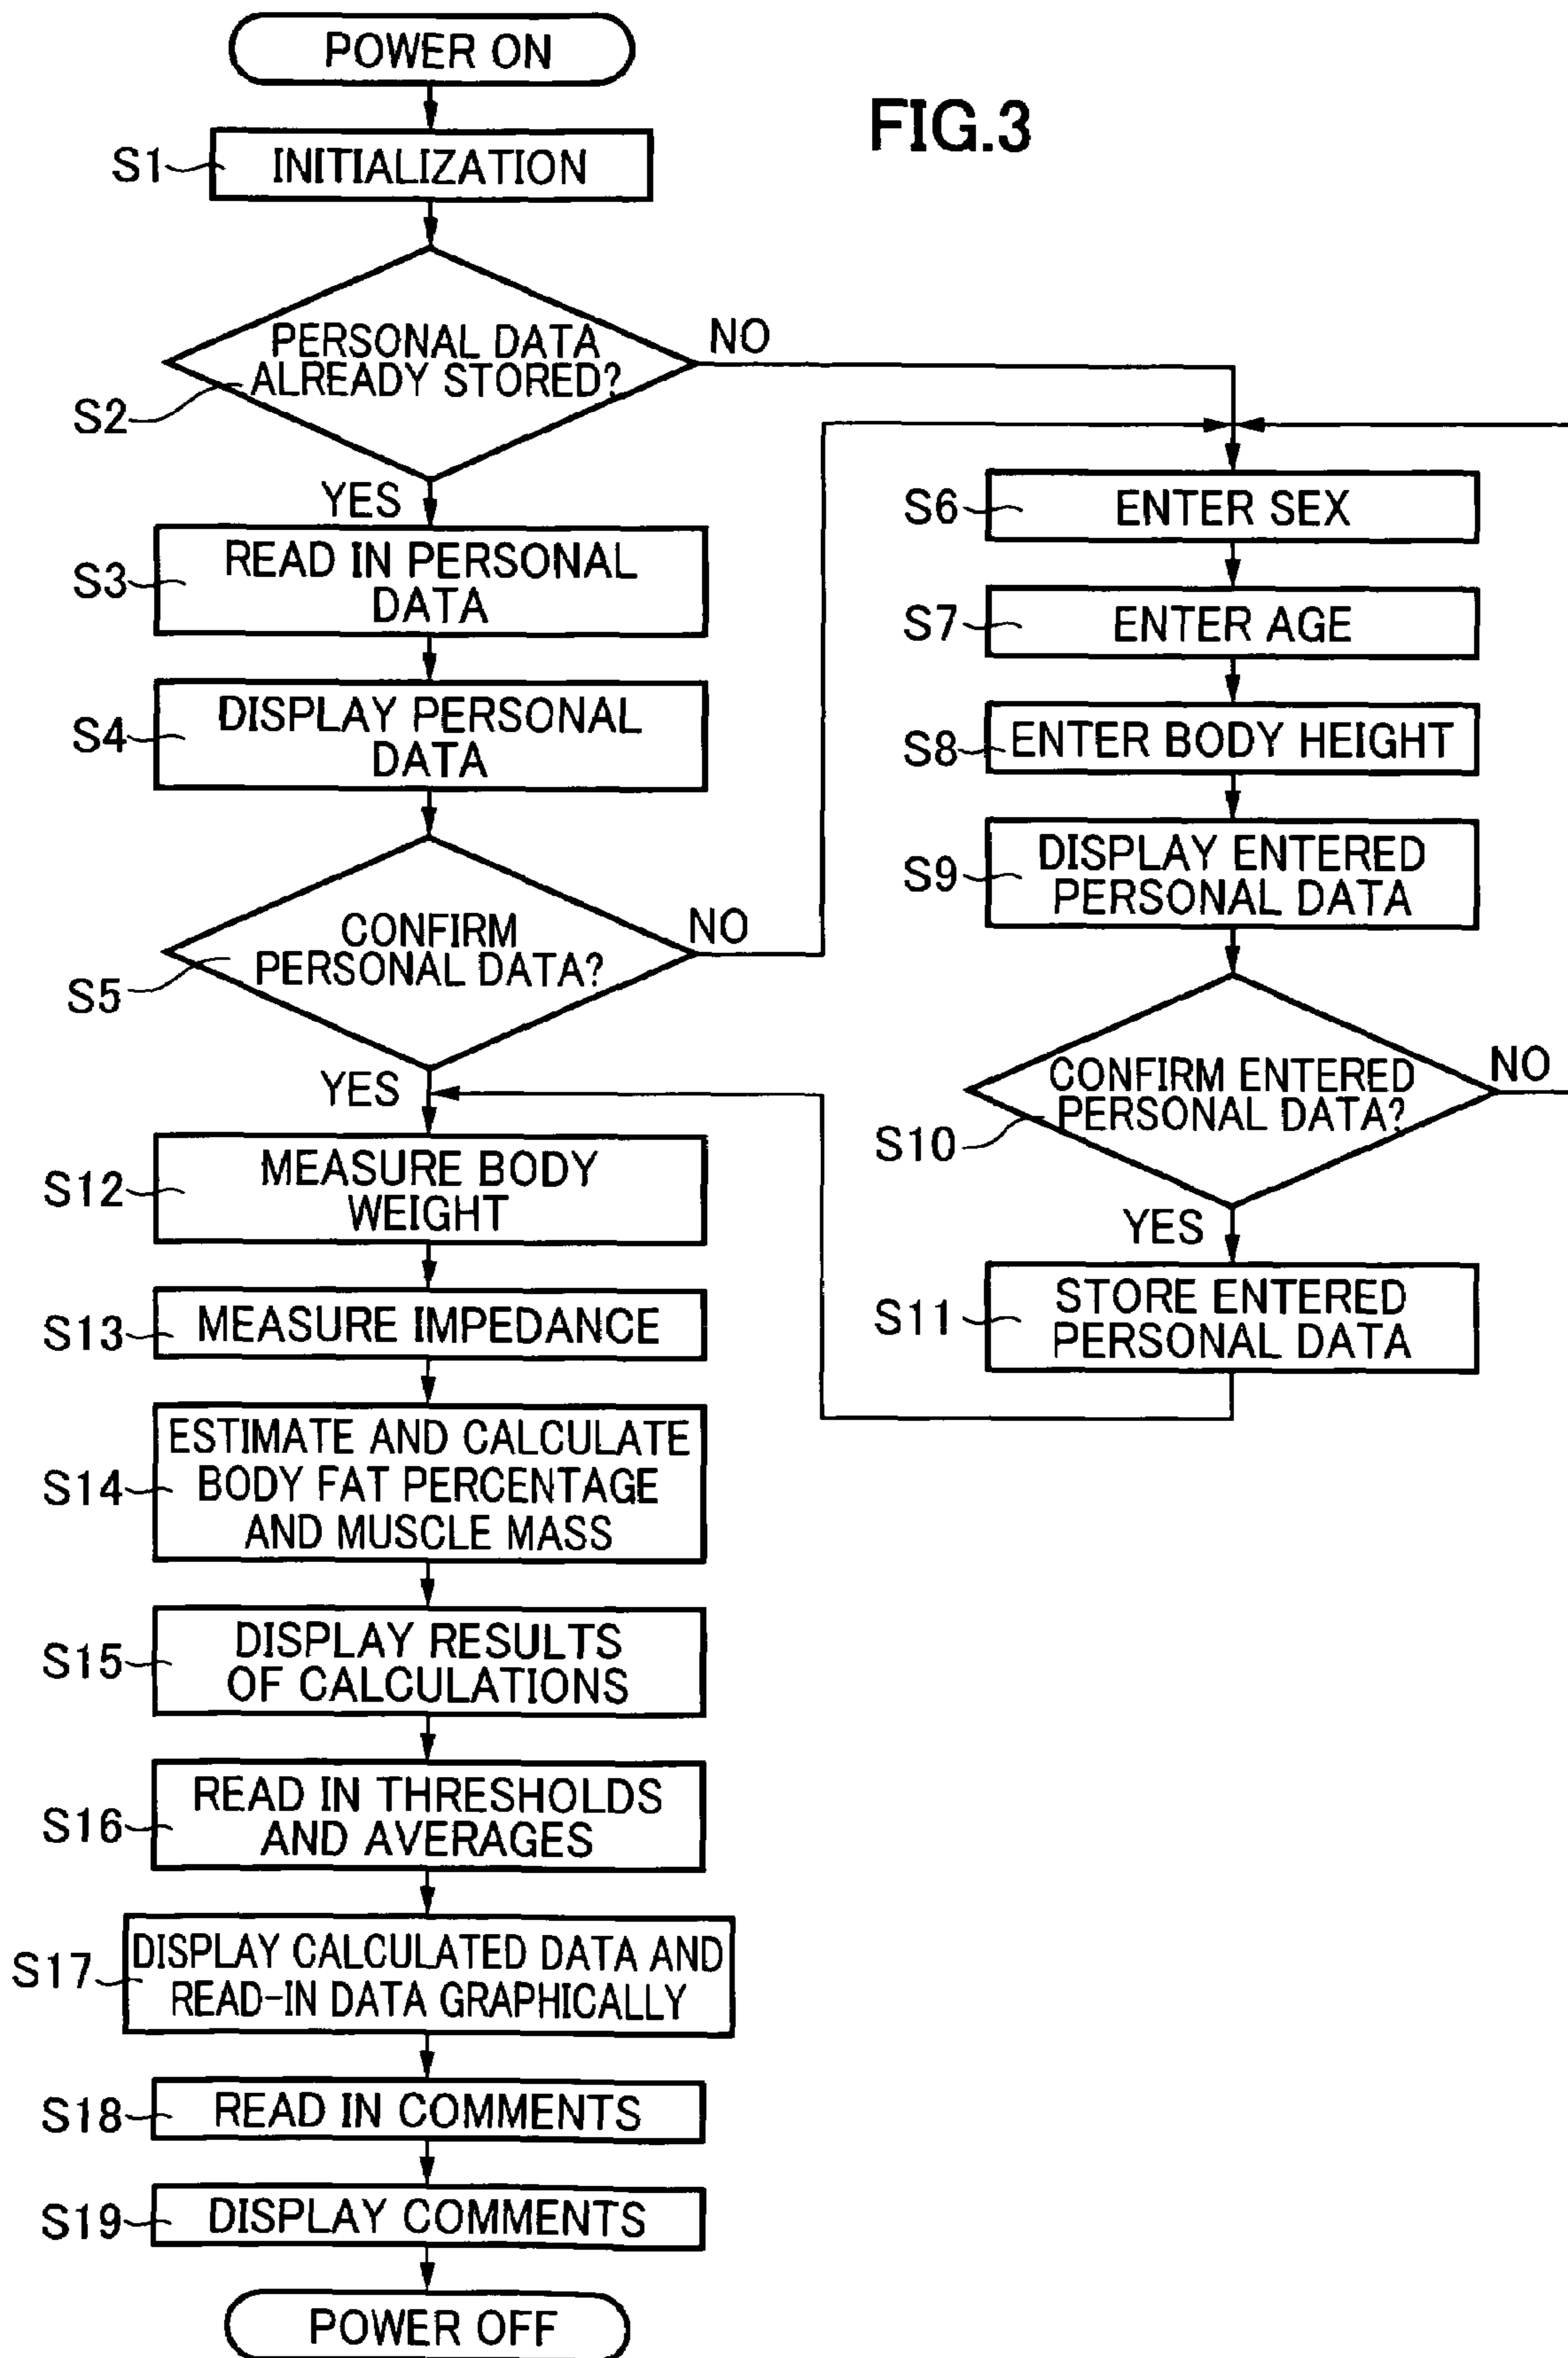 POWER ON
FIG.3
S1
INITIALIZATION
PERSONAL DATA
ALREADY STORED?
NO
S2
YES
S3
READ IN PERSONAL
DATA
S4
DISPLAY PERSONAL
DATA
CONFIRM
PERSONAL DATA?
NO
S5
YES
S6
ENTER SEX
S7
ENTER AGE
S8
ENTER BODY HEIGHT
S9
DISPLAY ENTERED
PERSONAL DATA
CONFIRM ENTERED
PERSONAL DATA?
NO
S10
YES
S11
STORE ENTERED
PERSONAL DATA
S12
MEASURE BODY
WEIGHT
S13
MEASURE IMPEDANCE
S14
ESTIMATE AND CALCULATE
BODY FAT PERCENTAGE
AND MUSCLE MASS
S15
DISPLAY RESULTS
OF CALCULATIONS
S16
READ IN THRESHOLDS
AND AVERAGES
S17
DISPLAY CALCULATED DATA AND
READ-IN DATA GRAPHICALLY
S18
READ IN COMMENTS
S19
DISPLAY COMMENTS
POWER OFF